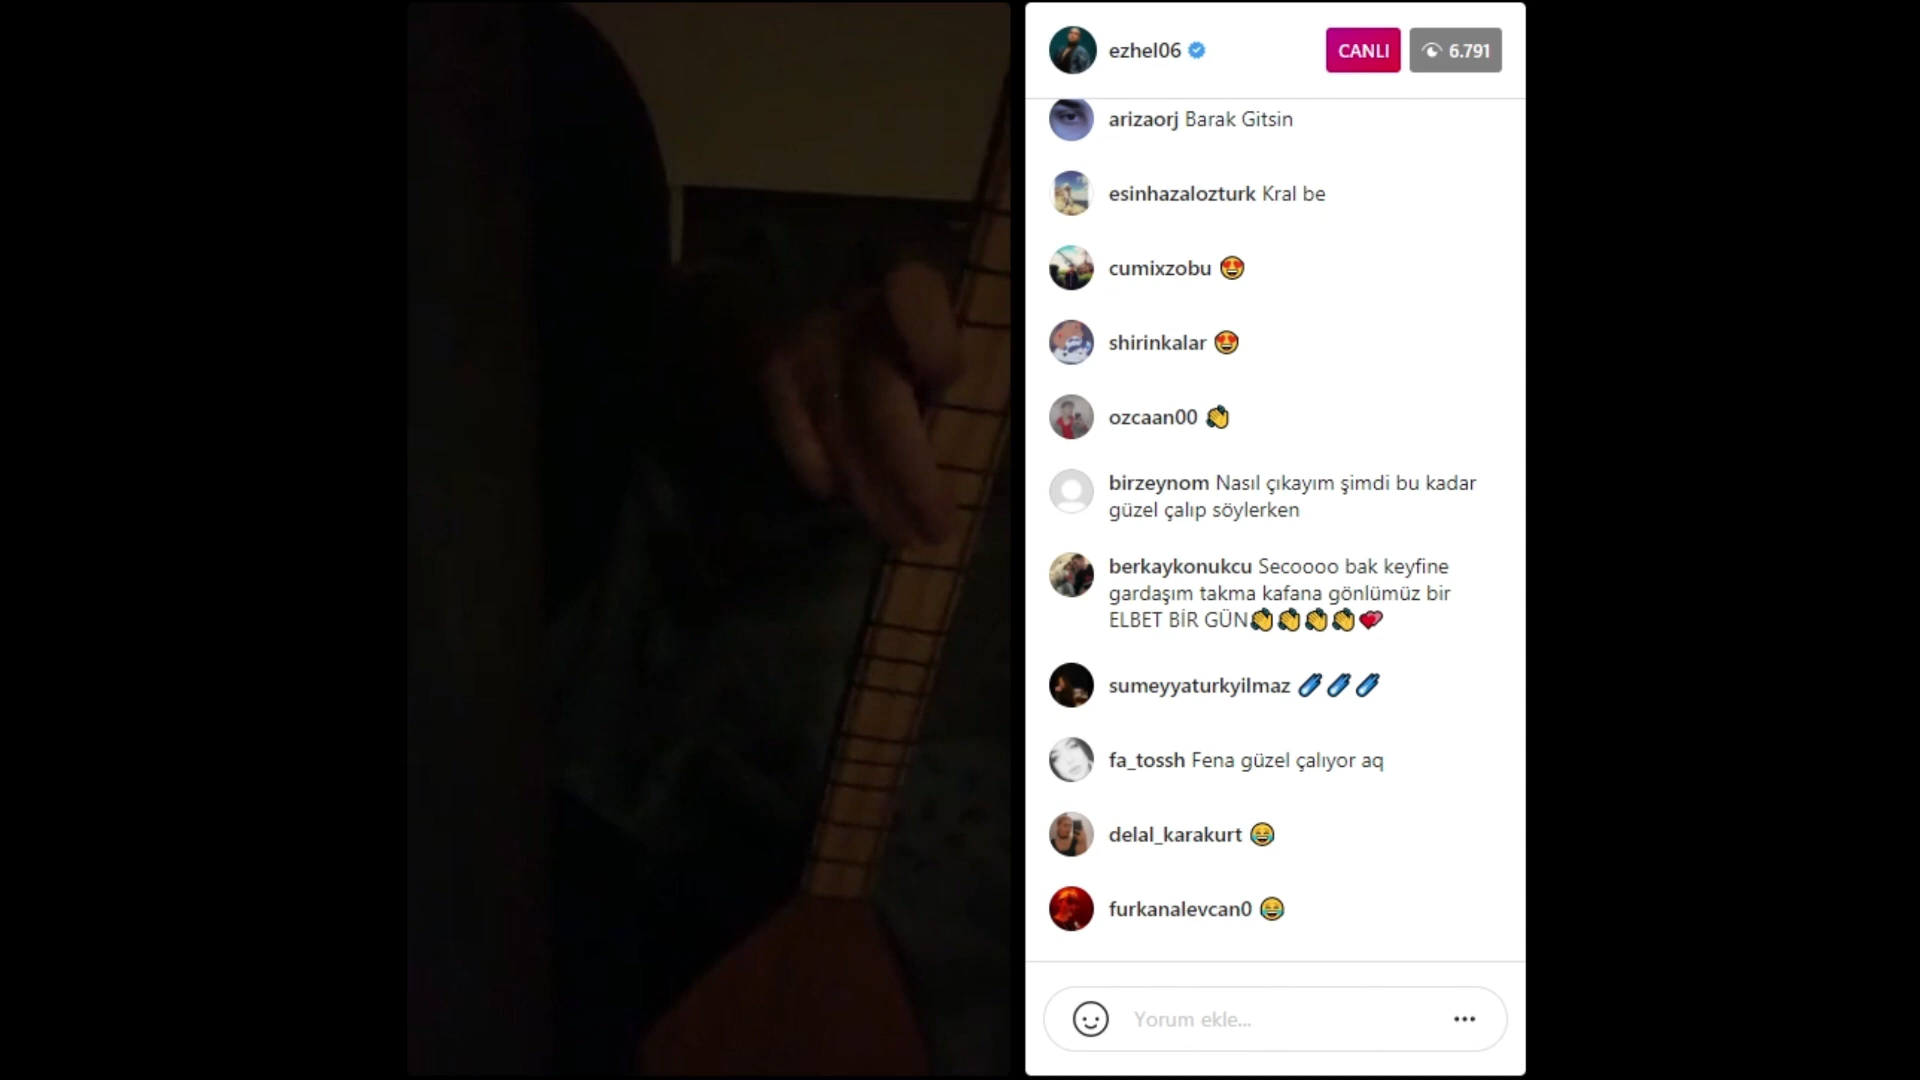 ezhel06
CANLI
6.791
arizaorj Barak Gitsin
esinhazalozturk Kral be
cumixzobu 😍
shirinkalar 😍
ozcaan00 👏
birzeynom Nasıl çıkayım şimdi bu kadar
güzel çalıp söylerken
berkaykonukcu Secoooo bak keyfine
gardaşım takma kafana gönlümüz bir
ELBET BİR GÜN👏👏👏👏💕
sumeyyaturkyilmaz
fa_tossh Fena güzel çalıyor aq
delal_karakurt 😂
furkanalevcan0 😂
Yorum ekle...